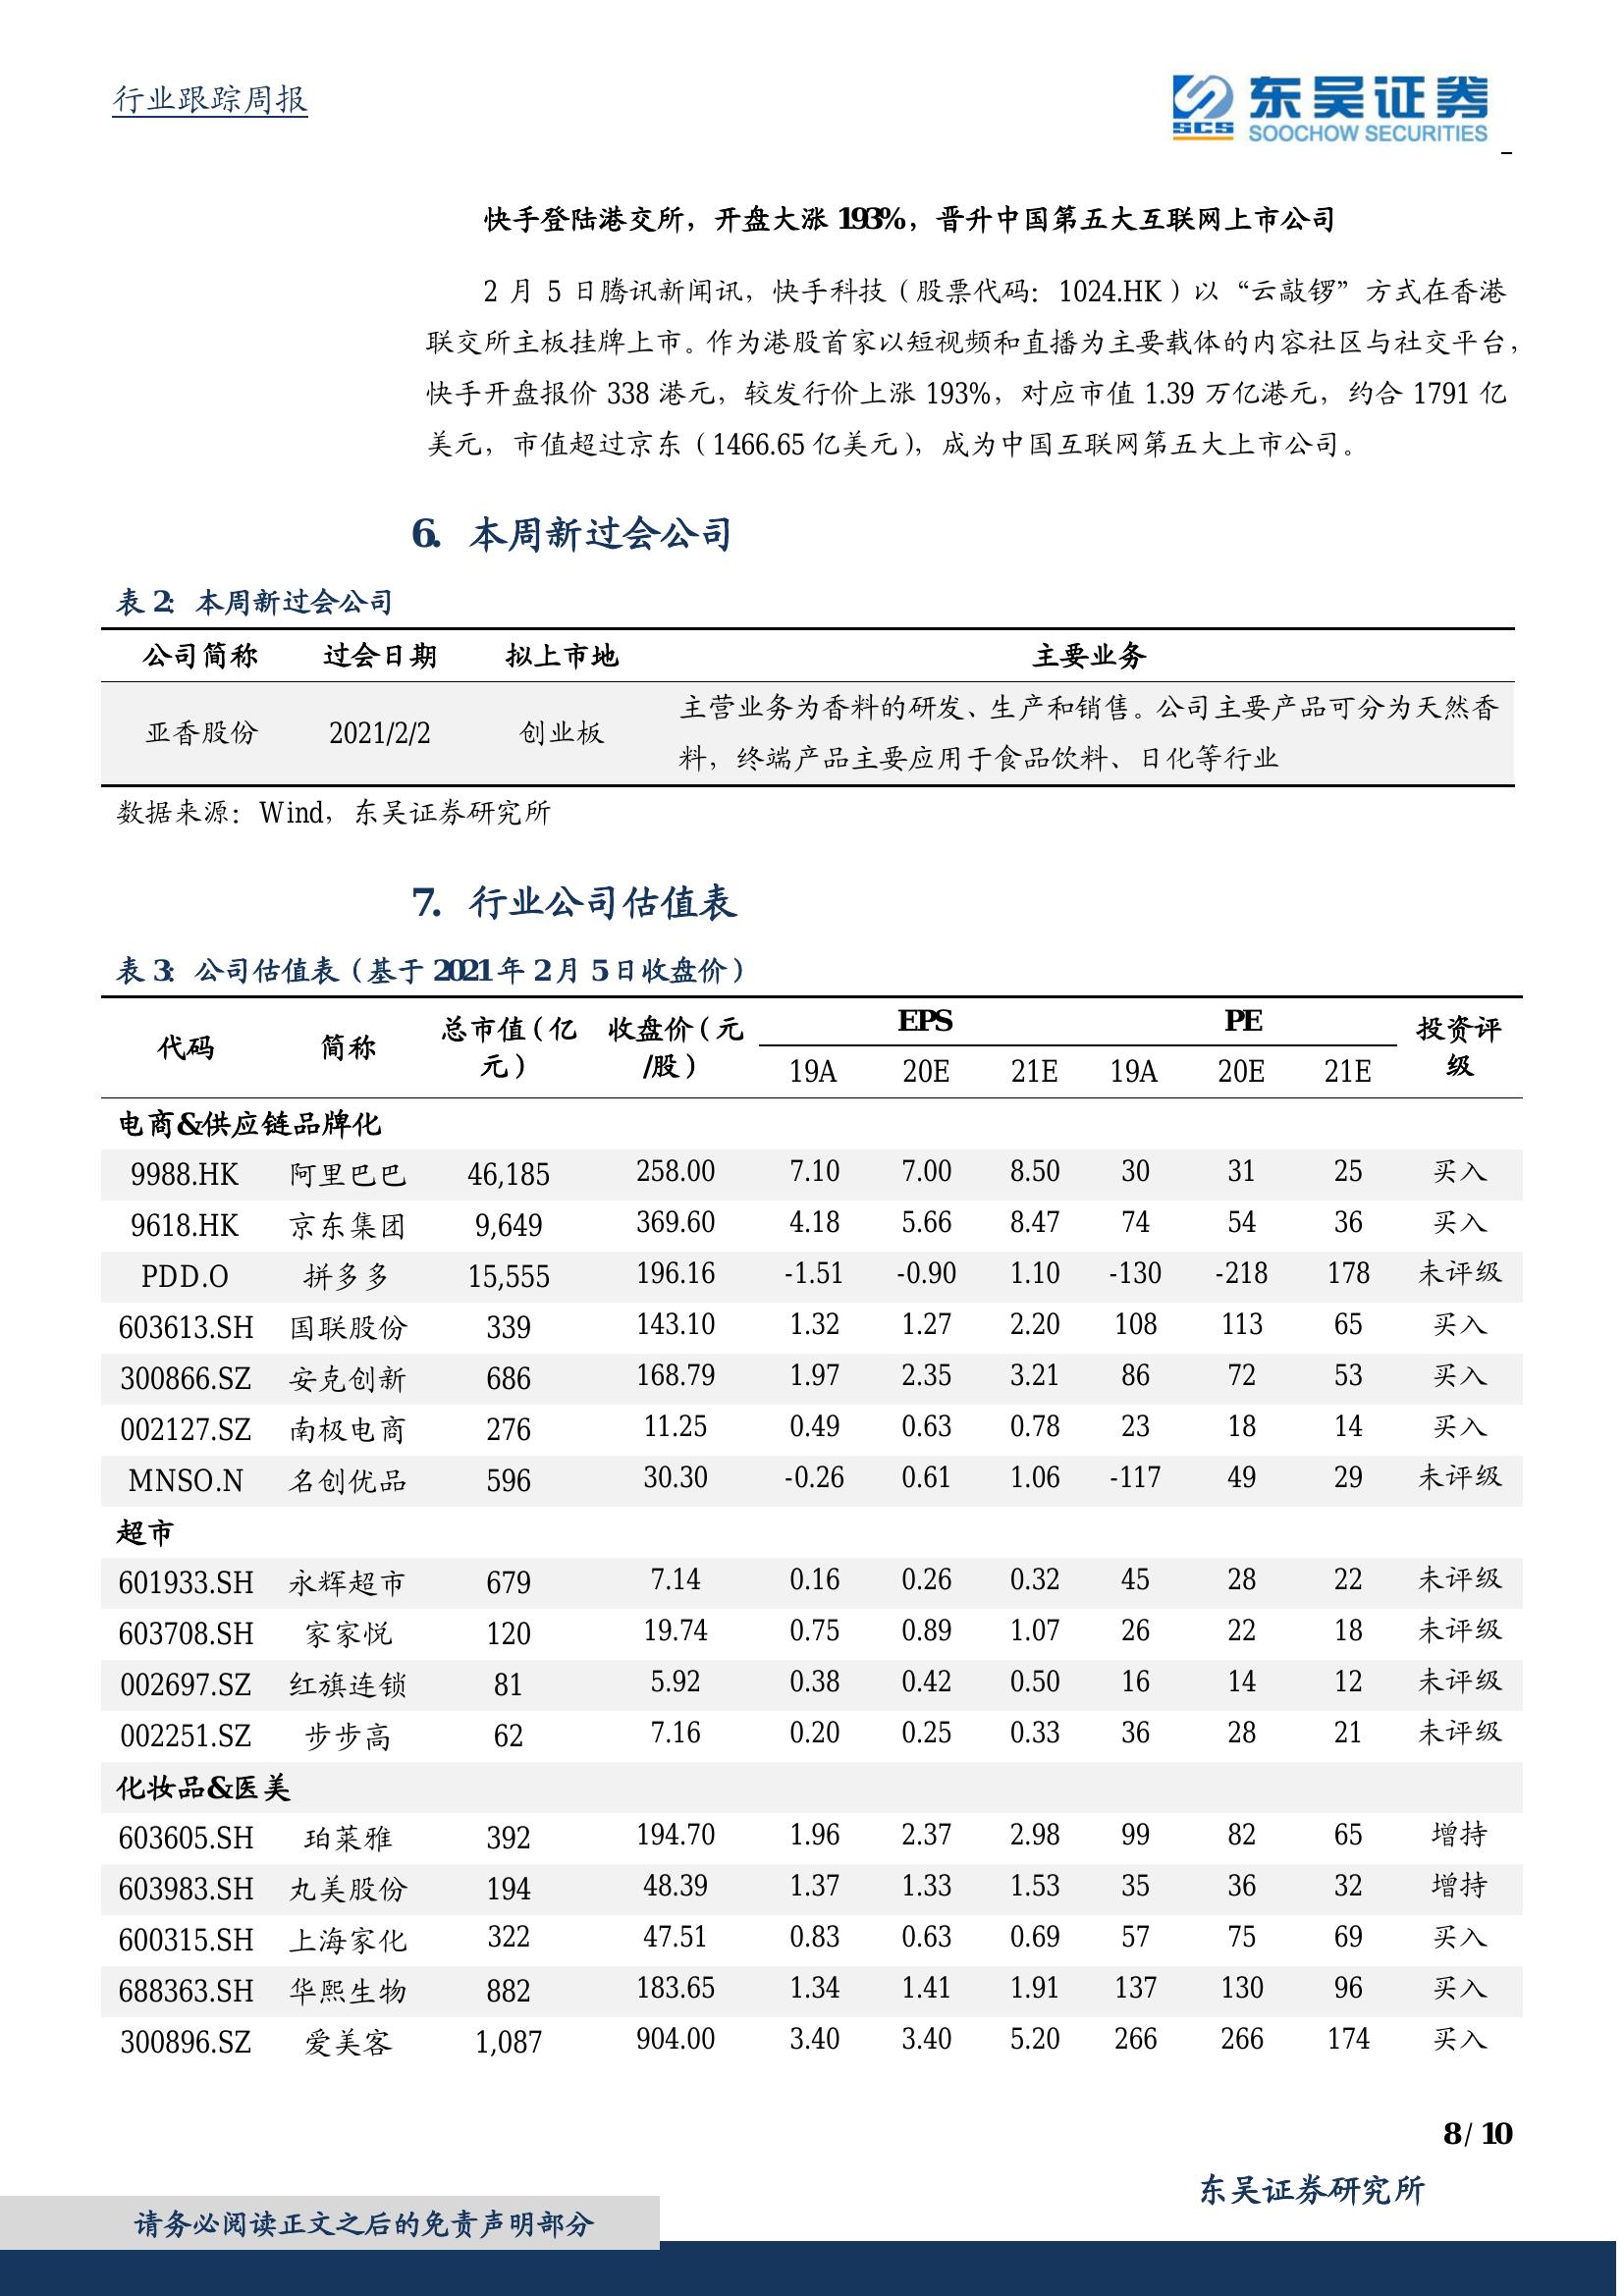 行业跟踪周报
SCS
东吴证券
SOOCHOW SECURITIES
快手登陆港交所，开盘大涨 193%，晋升中国第五大互联网上市公司
2 月 5 日腾讯新闻讯，快手科技（股票代码：1024.HK）以“云敲锣”方式在香港
联交所主板挂牌上市。作为港股首家以短视频和直播为主要载体的内容社区与社交平台，
快手开盘报价 338 港元，较发行价上涨 193%，对应市值 1.39 万亿港元，约合 1791 亿
美元，市值超过京东（1466.65 亿美元），成为中国互联网第五大上市公司。
6. 本周新过会公司
表 2：本周新过会公司
公司简称 过会日期 拟上市地 主要业务
亚香股份 2021/2/2 创业板 主营业务为香料的研发、生产和销售。公司主要产品可分为天然香
料，终端产品主要应用于食品饮料、日化等行业
数据来源：Wind，东吴证券研究所
7. 行业公司估值表
表 3：公司估值表（基于 2021 年 2 月 5 日收盘价）
代码 简称 总市值（亿元） 收盘价（元/股） EPS PE 投资评级
19A 20E 21E 19A 20E 21E
电商&供应链品牌化
9988.HK 阿里巴巴 46,185 258.00 7.10 7.00 8.50 30 31 25 买入
9618.HK 京东集团 9,649 369.60 4.18 5.66 8.47 74 54 36 买入
PDD.O 拼多多 15,555 196.16 -1.51 -0.90 1.10 -130 -218 178 未评级
603613.SH 国联股份 339 143.10 1.32 1.27 2.20 108 113 65 买入
300866.SZ 安克创新 686 168.79 1.97 2.35 3.21 86 72 53 买入
002127.SZ 南极电商 276 11.25 0.49 0.63 0.78 23 18 14 买入
MNSO.N 名创优品 596 30.30 -0.26 0.61 1.06 -117 49 29 未评级
超市
601933.SH 永辉超市 679 7.14 0.16 0.26 0.32 45 28 22 未评级
603708.SH 家家悦 120 19.74 0.75 0.89 1.07 26 22 18 未评级
002697.SZ 红旗连锁 81 5.92 0.38 0.42 0.50 16 14 12 未评级
002251.SZ 步步高 62 7.16 0.20 0.25 0.33 36 28 21 未评级
化妆品&医美
603605.SH 珀莱雅 392 194.70 1.96 2.37 2.98 99 82 65 增持
603983.SH 丸美股份 194 48.39 1.37 1.33 1.53 35 36 32 增持
600315.SH 上海家化 322 47.51 0.83 0.63 0.69 57 75 69 买入
688363.SH 华熙生物 882 183.65 1.34 1.41 1.91 137 130 96 买入
300896.SZ 爱美客 1,087 904.00 3.40 3.40 5.20 266 266 174 买入
8 / 10
东吴证券研究所
请务必阅读正文之后的免责声明部分